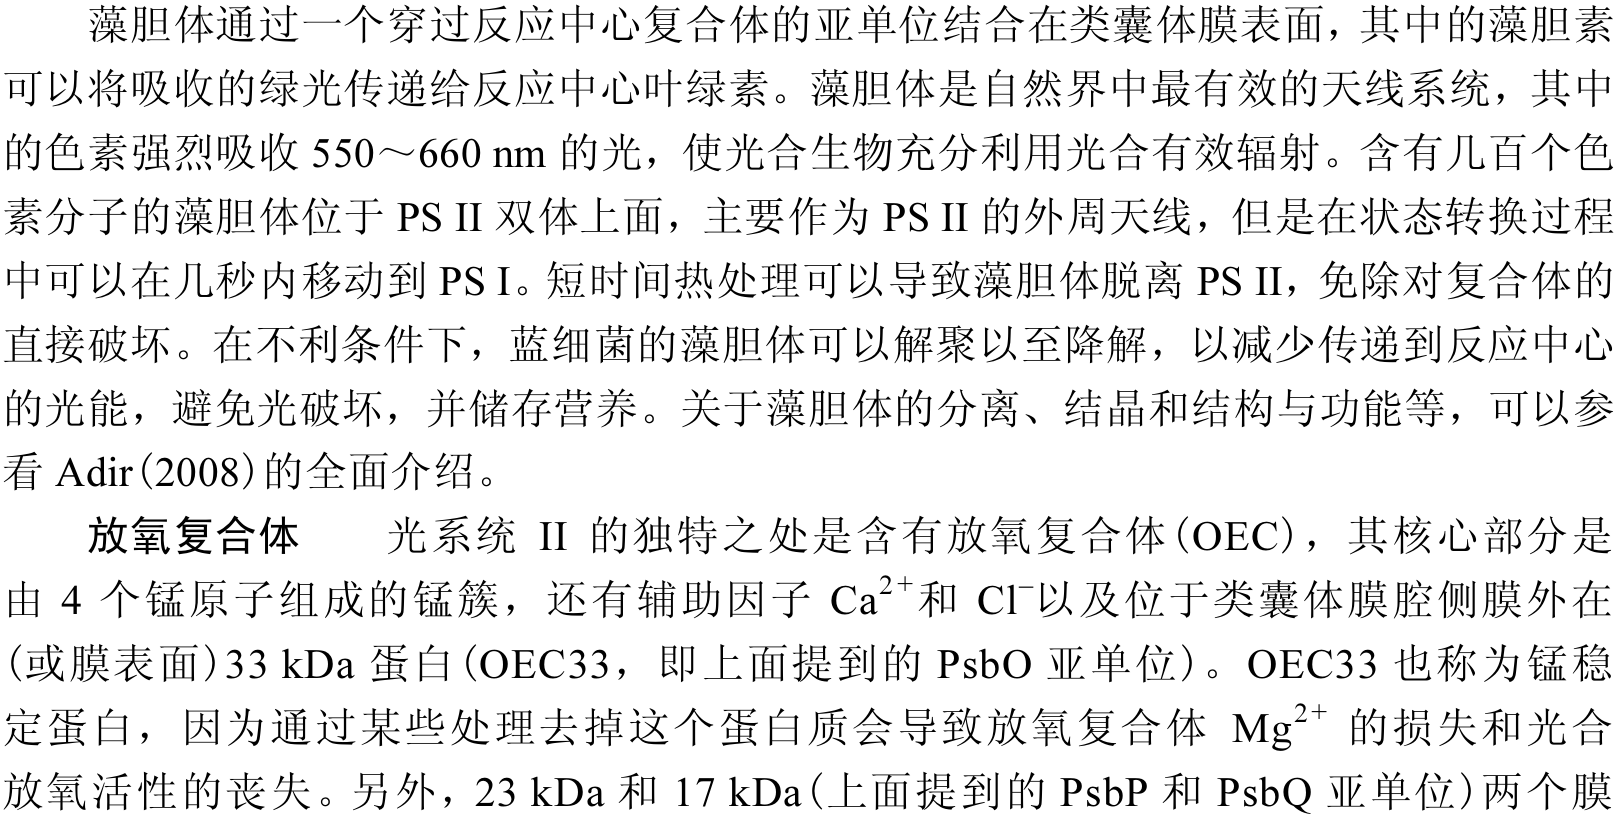 藻胆体通过一个穿过反应中心复合体的亚单位结合在类囊体膜表面，其中的藻胆素
可以将吸收的绿光传递给反应中心叶绿素。藻胆体是自然界中最有效的天线系统，其中
的色素强烈吸收 550～660 nm 的光，使光合生物充分利用光合有效辐射。含有几百个色
素分子的藻胆体位于 PS II 双体上面，主要作为 PS II 的外周天线，但是在状态转换过程
中可以在几秒内移动到 PS I。短时间热处理可以导致藻胆体脱离 PS II，免除对复合体的
直接破坏。在不利条件下，蓝细菌的藻胆体可以解聚以至降解，以减少传递到反应中心
的光能，避免光破坏，并储存营养。关于藻胆体的分离、结晶和结构与功能等，可以参
看 Adir(2008)的全面介绍。
放氧复合体　　光系统 II 的独特之处是含有放氧复合体(OEC)，其核心部分是
由 4 个锰原子组成的锰簇，还有辅助因子 Ca²⁺和 Cl⁻以及位于类囊体膜腔侧膜外在
(或膜表面)33 kDa 蛋白(OEC33，即上面提到的 PsbO 亚单位)。OEC33 也称为锰稳
定蛋白，因为通过某些处理去掉这个蛋白质会导致放氧复合体 Mg²⁺ 的损失和光合
放氧活性的丧失。另外，23 kDa 和 17 kDa(上面提到的 PsbP 和 PsbQ 亚单位)两个膜